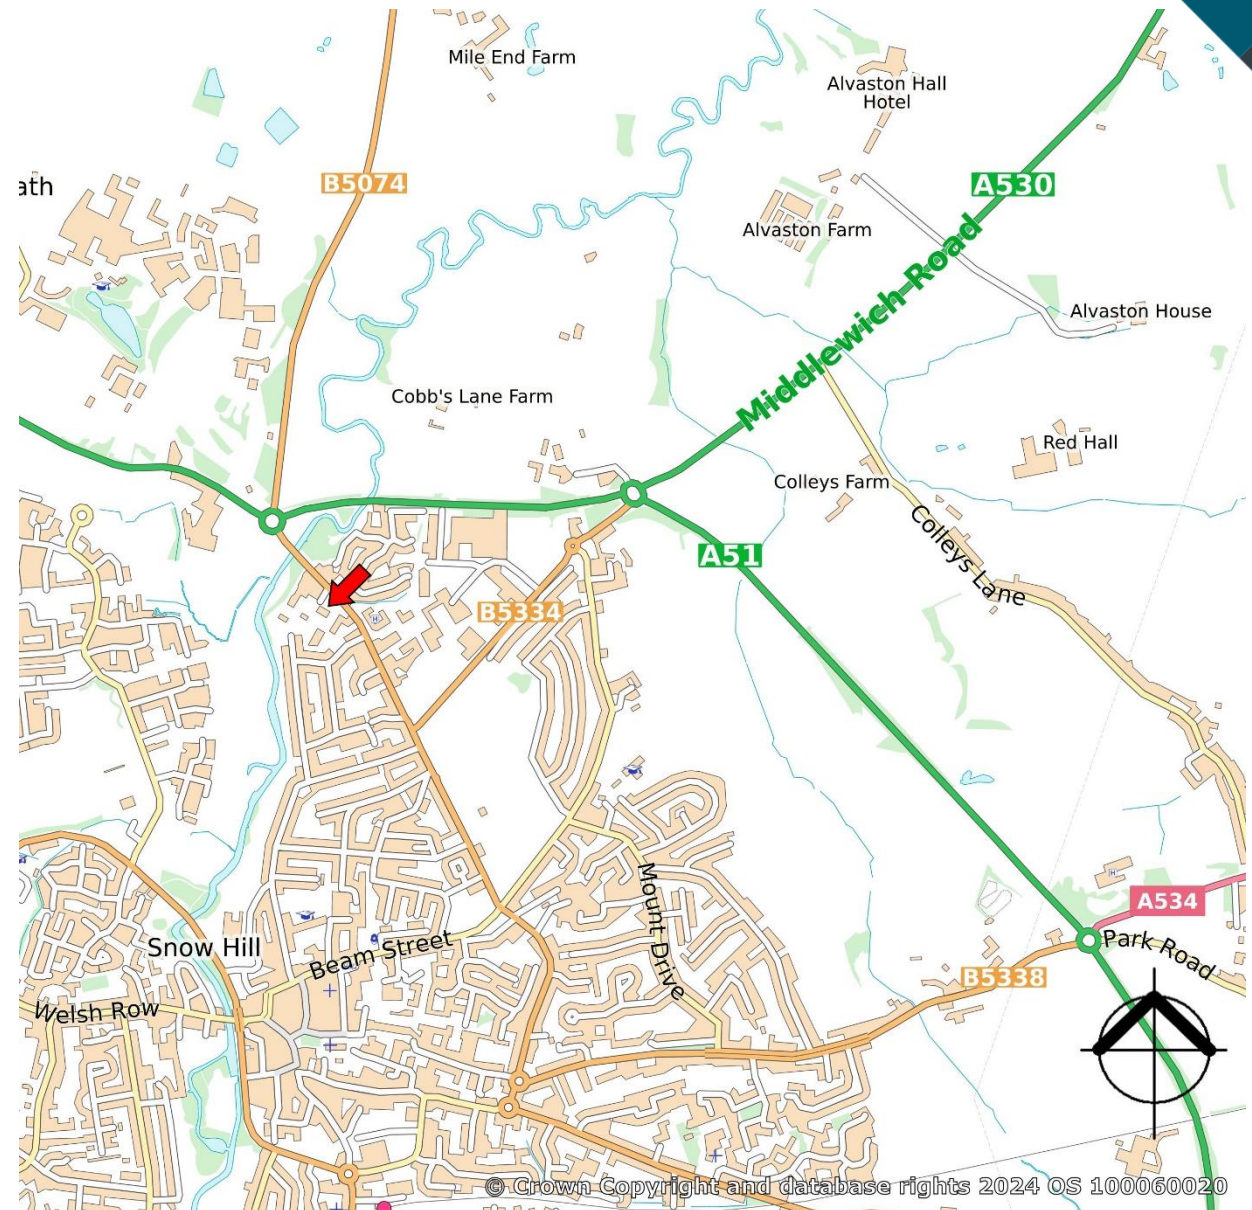 Mile End Farm
Alvaston Hall
Hotel
ath
B5074
A530
Alvaston Farm
Middlewich Road
Alvaston House
Cobb's Lane Farm
Red Hall
Colleys Farm
Colleys Lane
A51
B5334
Mount Drive
A534
Snow Hill
Beam Street
Park Road
B5338
Welsh Row
© Crown Copyright and database rights 2024 OS 100060020